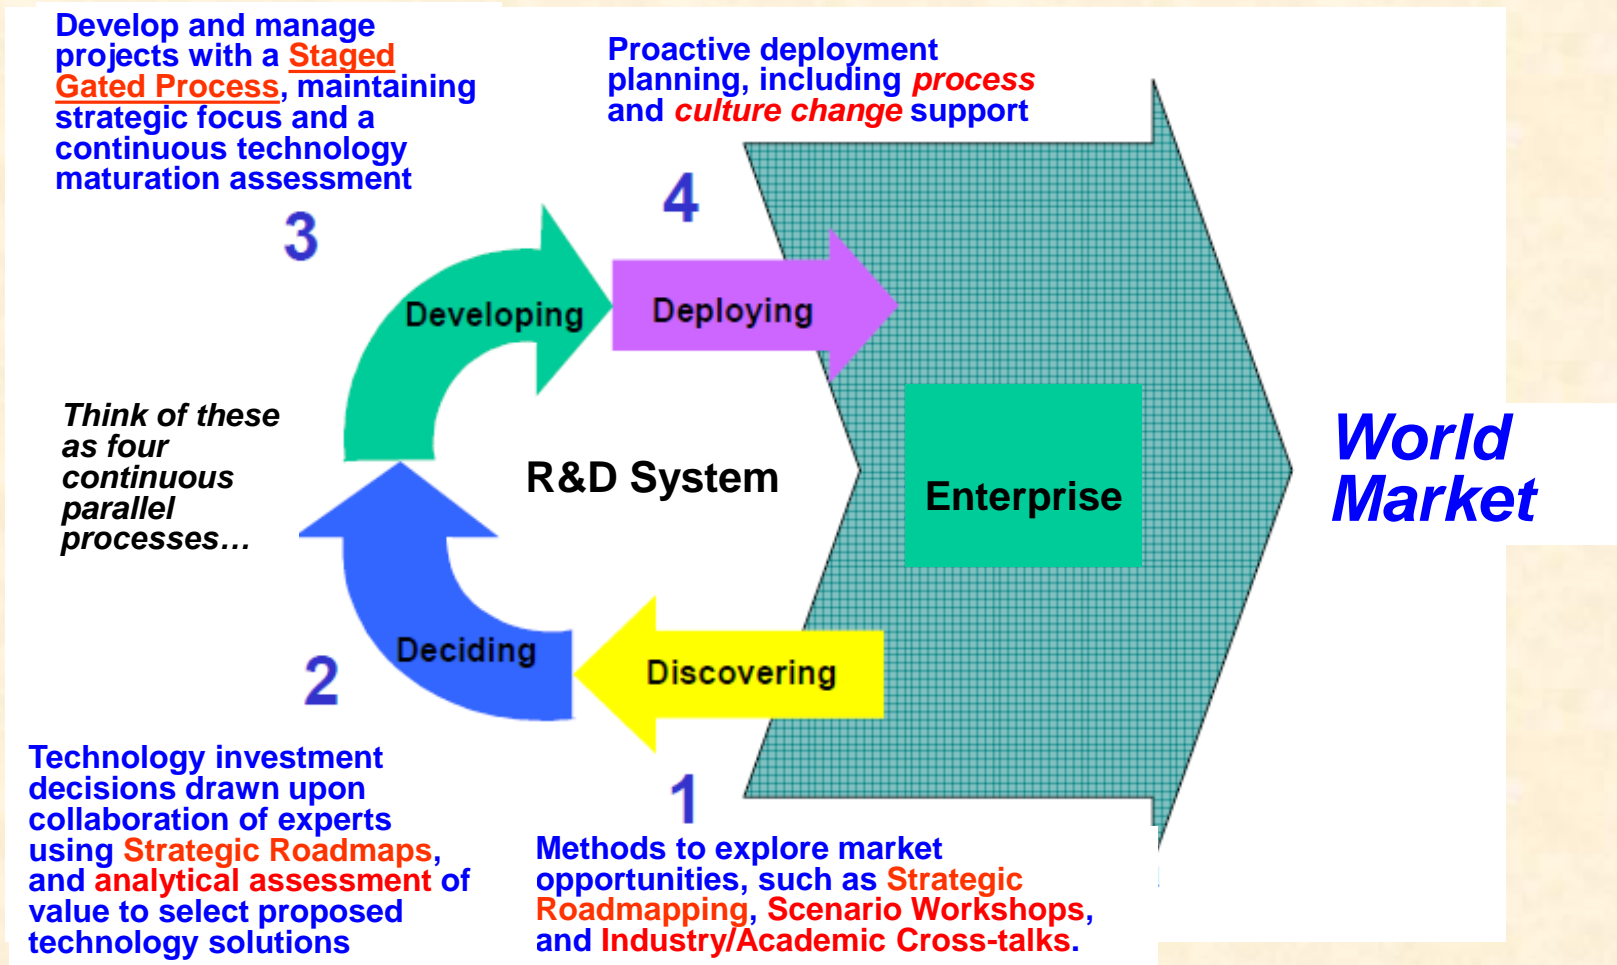 Develop and manage
projects with a Staged
Gated Process, maintaining
strategic focus and a
continuous technology
maturation assessment
3
Proactive deployment
planning, including process
and culture change support
4
Developing
Deploying
Think of these
as four
continuous
parallel
processes…
R&D System
Enterprise
World
Market
Deciding
Discovering
2
1
Technology investment
decisions drawn upon
collaboration of experts
using Strategic Roadmaps,
and analytical assessment of
value to select proposed
technology solutions
Methods to explore market
opportunities, such as Strategic
Roadmapping, Scenario Workshops,
and Industry/Academic Cross-talks.